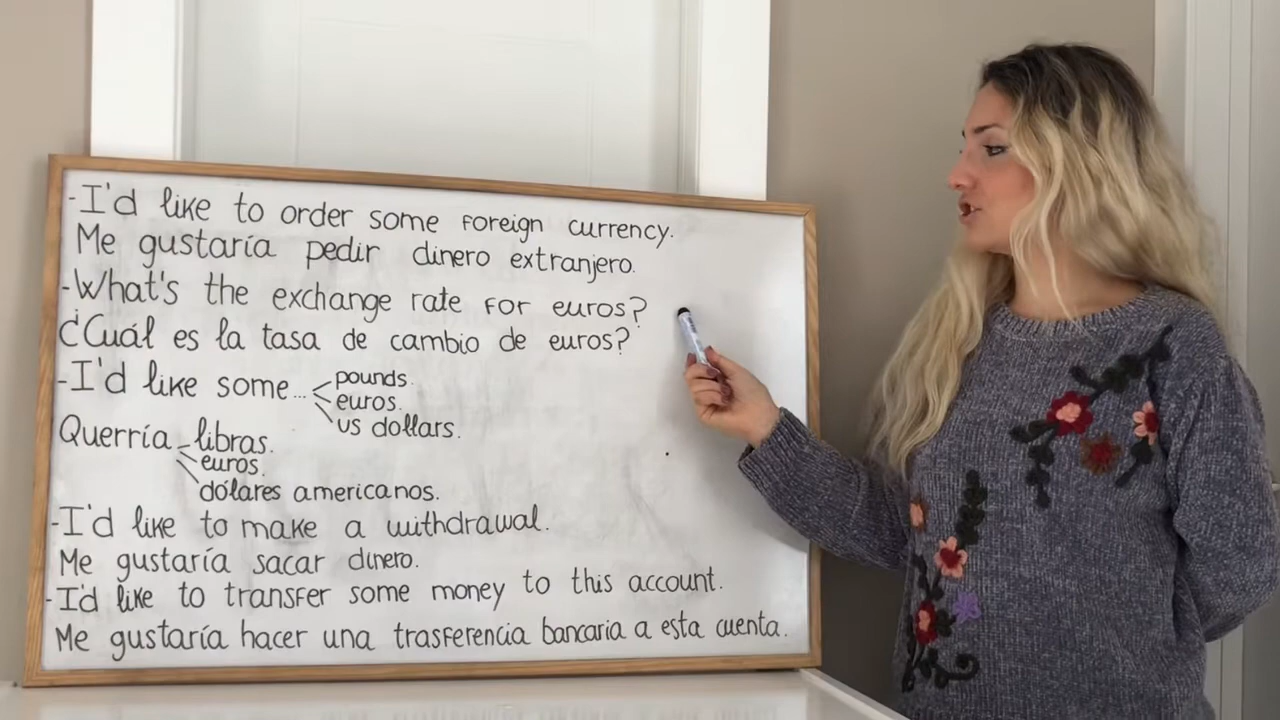 -I'd like to order some foreign currency.
Me gustaría pedir dinero extranjero.
-What's the exchange rate for euros?
¿Cuál es la tasa de cambio de euros?
-I'd like some... pounds.
euros.
US dollars.
Querría libras.
euros.
dólares americanos.
-I'd like to make a withdrawal.
Me gustaría sacar dinero.
-I'd like to transfer some money to this account.
Me gustaría hacer una trasferencia bancaria a esta cuenta.